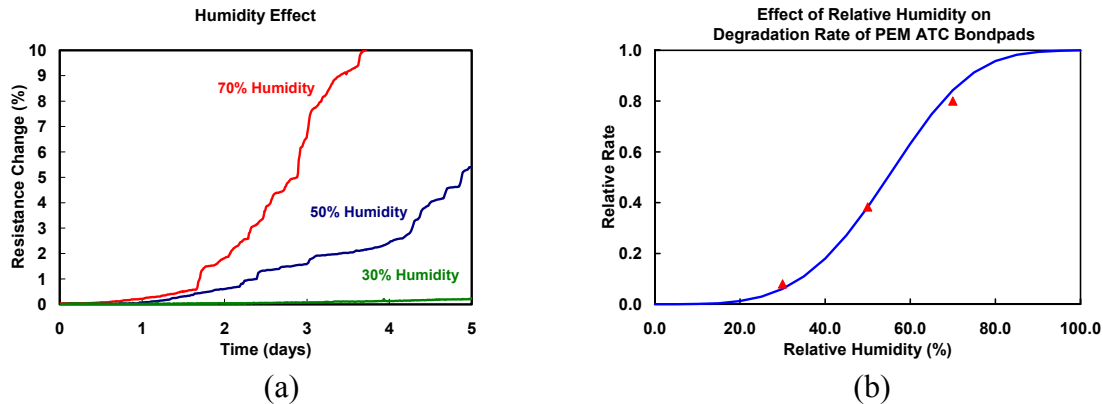 Humidity Effect
10
9
8
7
6
5
4
3
2
1
0
Resistance Change (%)
70% Humidity
50% Humidity
30% Humidity
0 1 2 3 4 5
Time (days)
(a)
Effect of Relative Humidity on
Degradation Rate of PEM ATC Bondpads
1.0
0.8
0.6
0.4
0.2
0.0
Relative Rate
0.0 20.0 40.0 60.0 80.0 100.0
Relative Humidity (%)
(b)